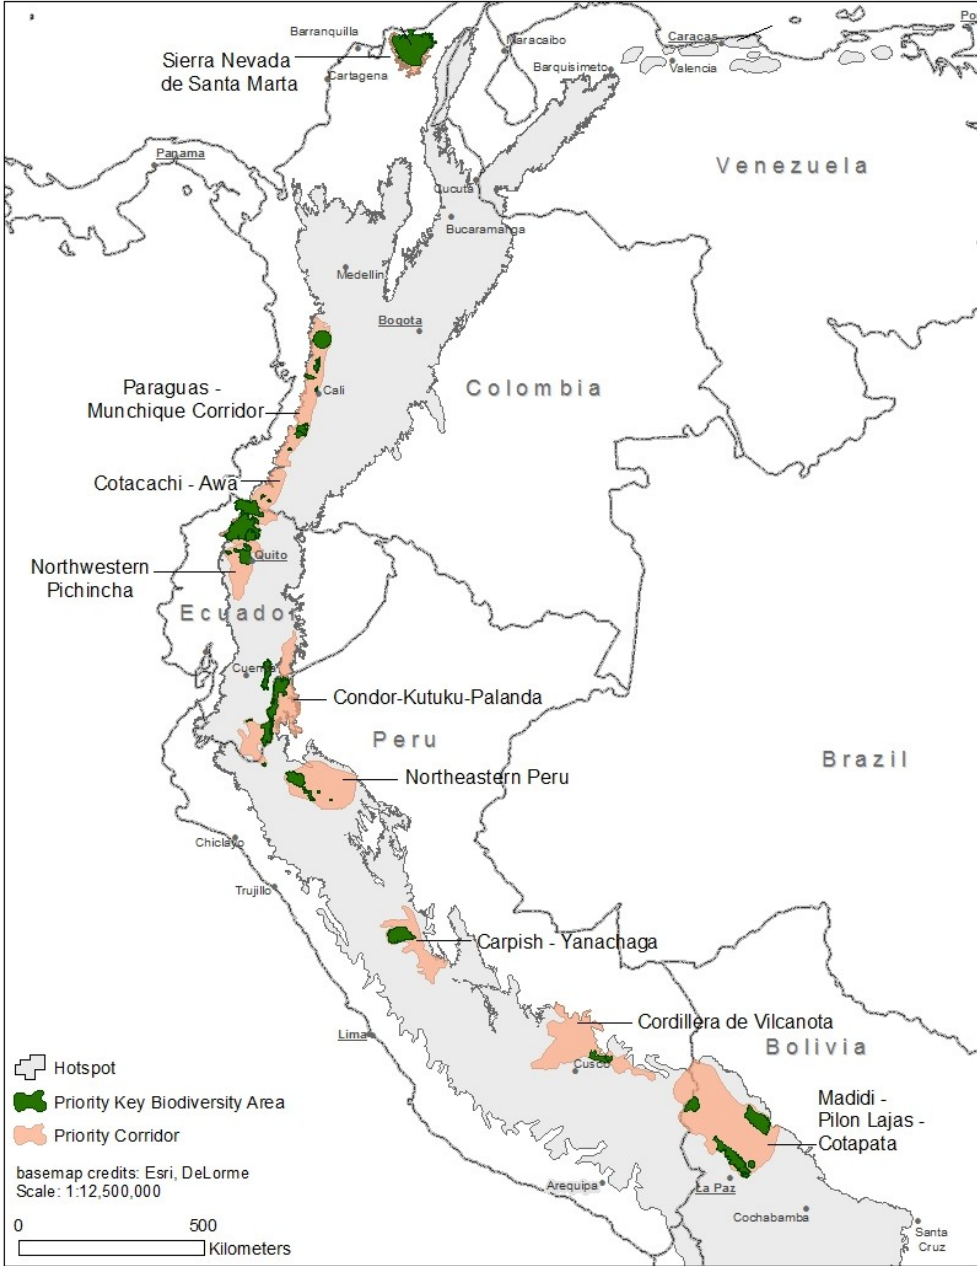 Po
Barranquilla
Maracaibo
Caracas
Sierra Nevada
de Santa Marta
Cartagena
Barquisimeto
Valencia
Panama
Venezuela
Cucuta
Bucaramanga
Medellin
Bogota
Paraguas -
Munchique Corridor
Cali
Colombia
Cotacachi - Awa
Northwestern
Pichincha
Quito
Ecuador
Cuenca
Condor-Kutuku-Palanda
Peru
Northeastern Peru
Brazil
Chiclayo
Trujillo
Carpish - Yanachaga
Lima
Cordillera de Vilcanota
Bolivia
Cusco
Madidi -
Pilon Lajas -
Cotapata
Hotspot
Priority Key Biodiversity Area
Priority Corridor
basemap credits: Esri, DeLorme
Scale: 1:12,500,000
Arequipa
La Paz
Cochabamba
Santa
Cruz
0 500
Kilometers